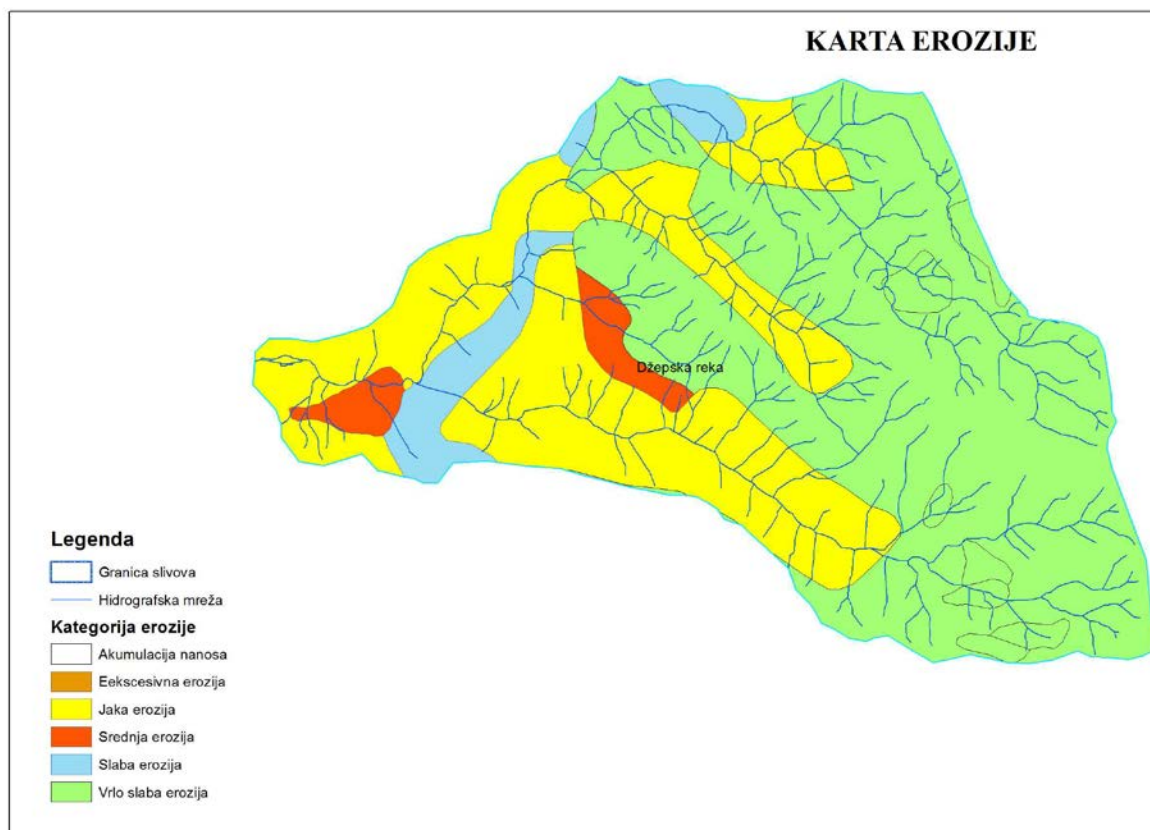 KARTA EROZIJE
Džepska reka
Legenda
Granica slivova
Hidrografska mreža
Kategorija erozije
Akumulacija nanosa
Eekscesivna erozija
Jaka erozija
Srednja erozija
Slaba erozija
Vrlo slaba erozija